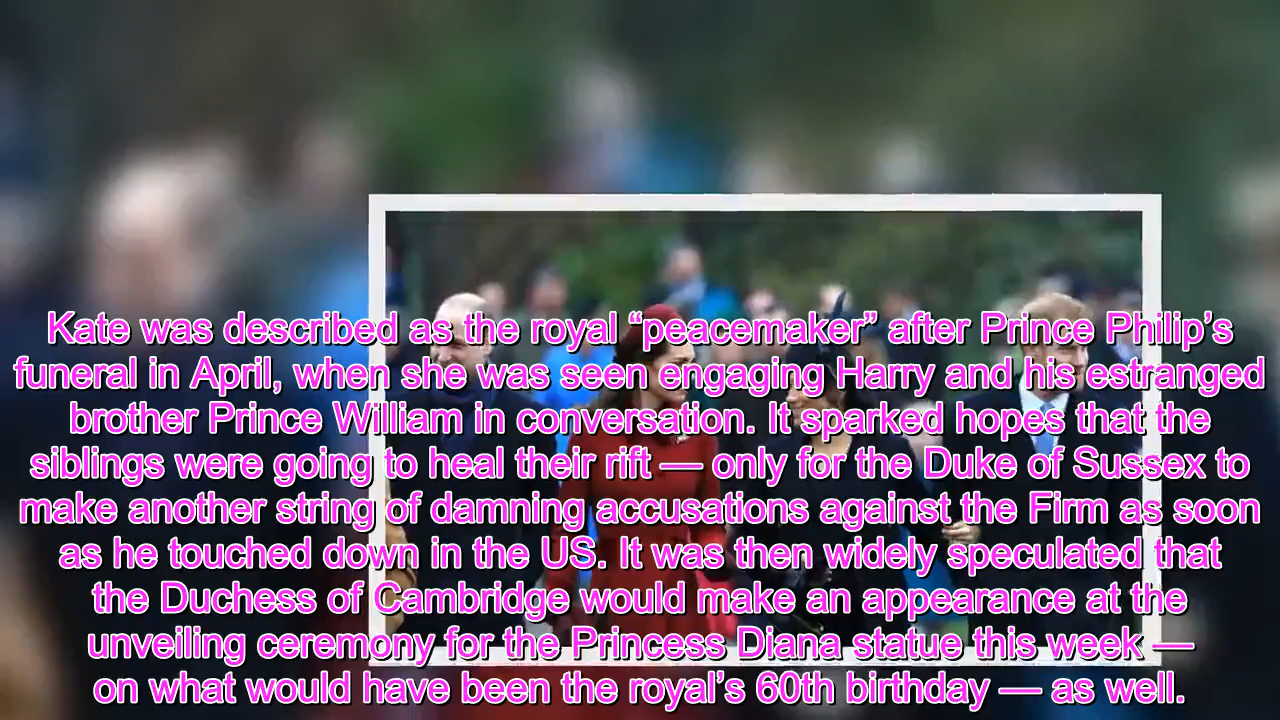 Kate was described as the royal “peacemaker” after Prince Philip’s
funeral in April, when she was seen engaging Harry and his estranged
brother Prince William in conversation. It sparked hopes that the
siblings were going to heal their rift — only for the Duke of Sussex to
make another string of damning accusations against the Firm as soon
as he touched down in the US. It was then widely speculated that
the Duchess of Cambridge would make an appearance at the
unveiling ceremony for the Princess Diana statue this week —
on what would have been the royal’s 60th birthday — as well.